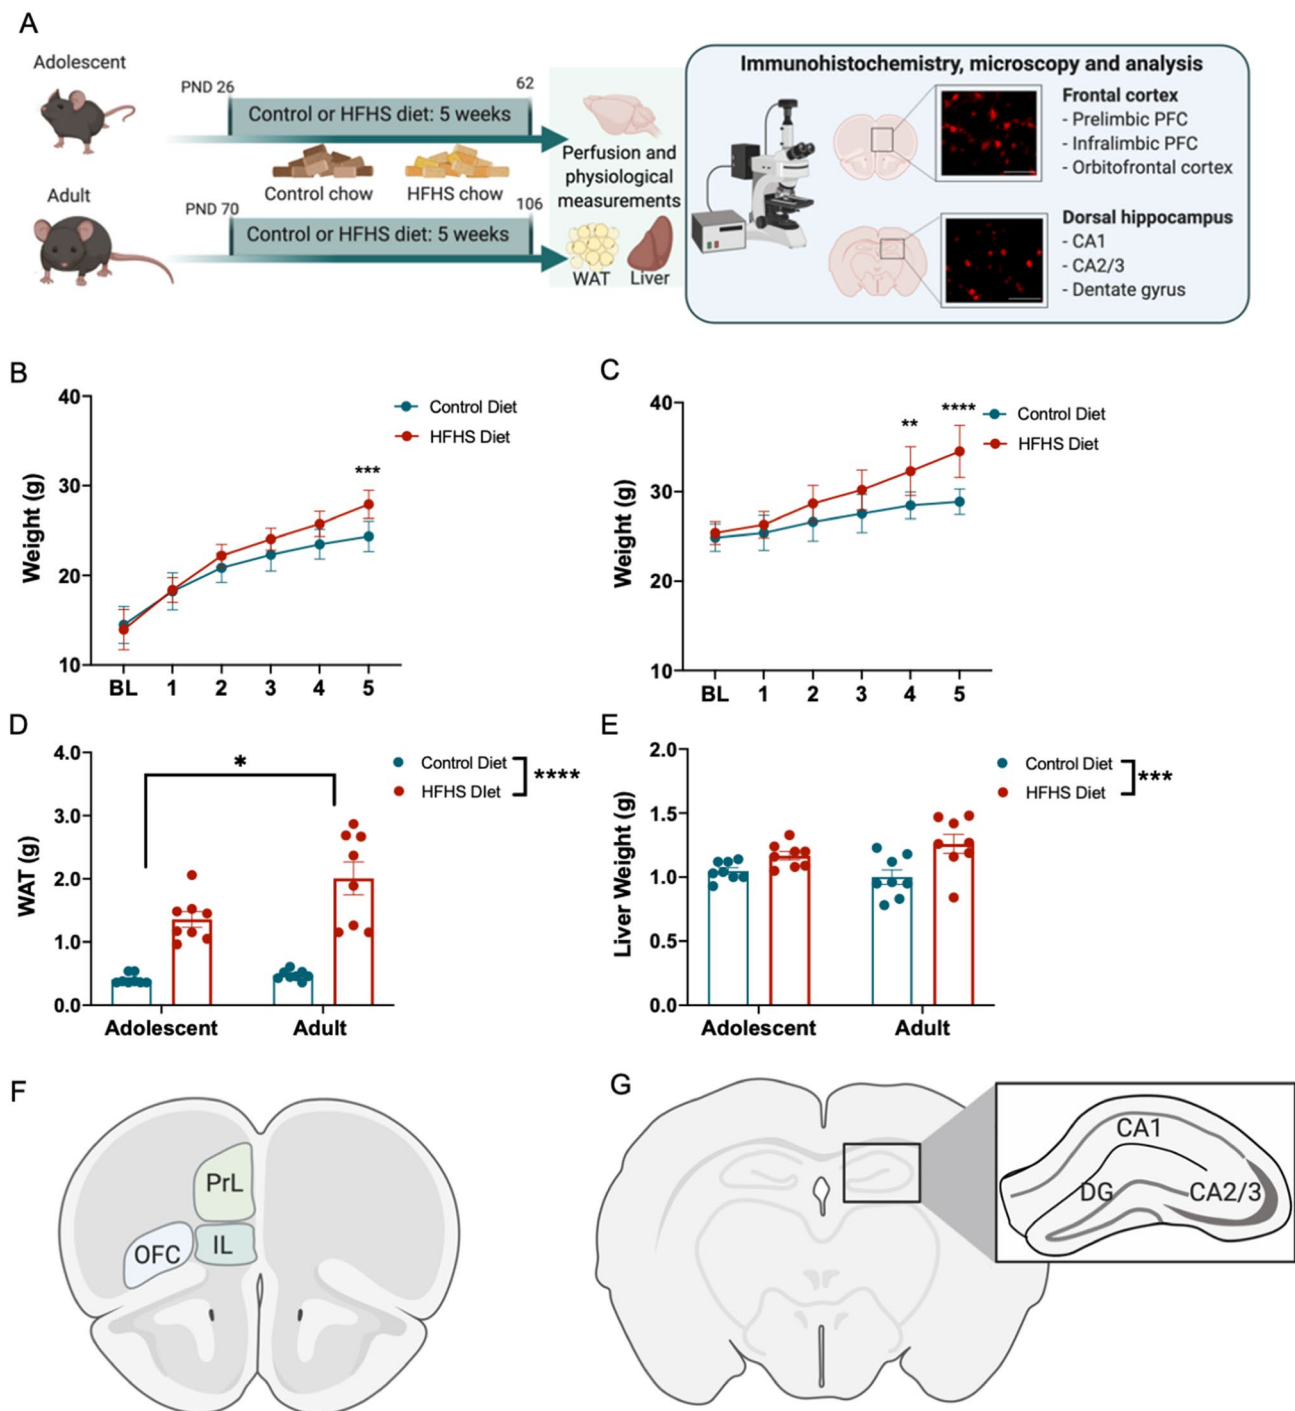 A
Adolescent
PND 26
62
Control or HFHS diet: 5 weeks
Control chow
HFHS chow
Adult
PND 70
106
Control or HFHS diet: 5 weeks
Perfusion and
physiological
measurements
WAT
Liver
Immunohistochemistry, microscopy and analysis
Frontal cortex
- Prelimbic PFC
- Infralimbic PFC
- Orbitofrontal cortex
Dorsal hippocampus
- CA1
- CA2/3
- Dentate gyrus
B
Weight (g)
40
30
20
10
BL 1 2 3 4 5
Control Diet
HFHS Diet
***
C
Weight (g)
40
30
20
10
BL 1 2 3 4 5
**
****
Control Diet
HFHS Diet
D
WAT (g)
4.0
3.0
2.0
1.0
0.0
Adolescent Adult
*
Control Diet
HFHS DIet
****
E
Liver Weight (g)
2.0
1.5
1.0
0.5
0.0
Adolescent Adult
Control Diet
HFHS Diet
***
F
PrL
IL
OFC
G
CA1
DG
CA2/3